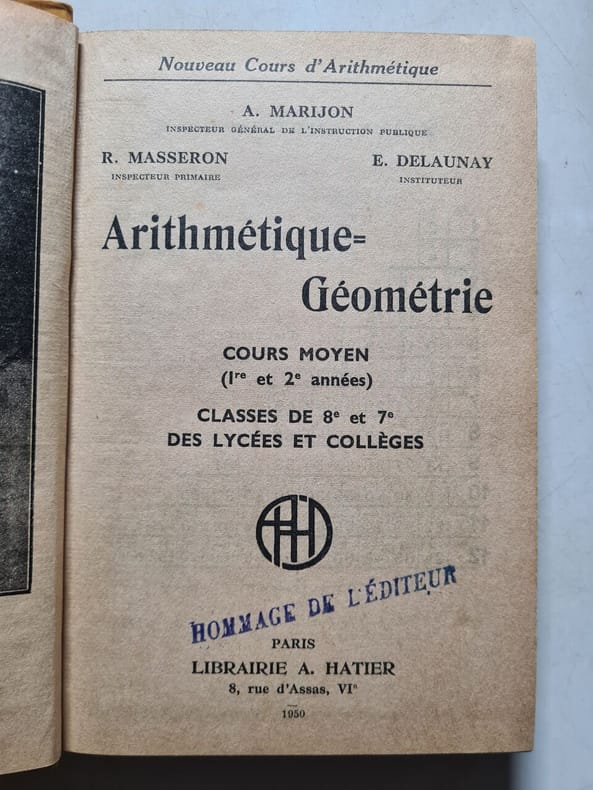 Nouveau Cours d'Arithmétique
A. MARIJON
INSPECTEUR GÉNÉRAL DE L'INSTRUCTION PUBLIQUE
R. MASSERON E. DELAUNAY
INSPECTEUR PRIMAIRE INSTITUTEUR
Arithmétique=
Géométrie
COURS MOYEN
(1re et 2e années)
CLASSES DE 8e et 7e
DES LYCÉES ET COLLÈGES
AH
HOMMAGE DE L'ÉDITEUR
PARIS
LIBRAIRIE A. HATIER
8, rue d'Assas, VIe
1950